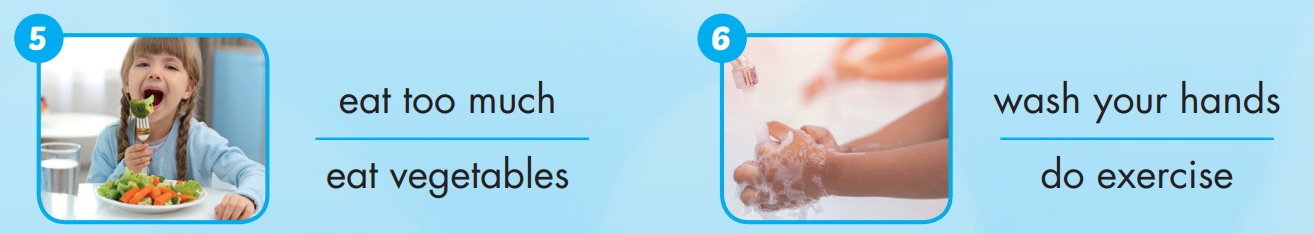 5
eat too much
eat vegetables
6
wash your hands
do exercise